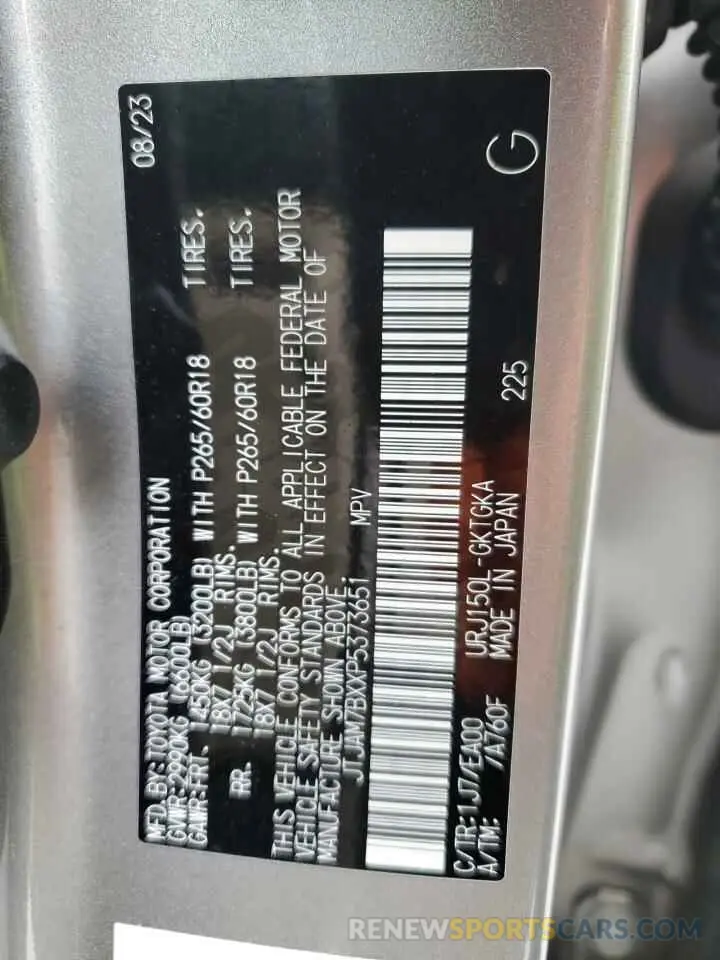 MFD. BY: TOYOTA MOTOR CORPORATION 08/23
GVWR: 2990KG (6600LB)
GAWR: FRT. 1250KG (3200LB) WITH P265/60R18 TIRES.
18X7 1/2J RIMS.
RR. 1725KG (3800LB) WITH P265/60R18 TIRES.
18X7 1/2J RIMS.
THIS VEHICLE CONFORMS TO ALL APPLICABLE FEDERAL MOTOR
VEHICLE SAFETY STANDARDS IN EFFECT ON THE DATE OF
MANUFACTURE SHOWN ABOVE.
JTJAM7BXXP5373651 MPV
C/TR: 1J7/EA00 URJ150L-GKTGKA 225 G
A/TM: /A760F MADE IN JAPAN
RENEWSPORTSCARS.COM